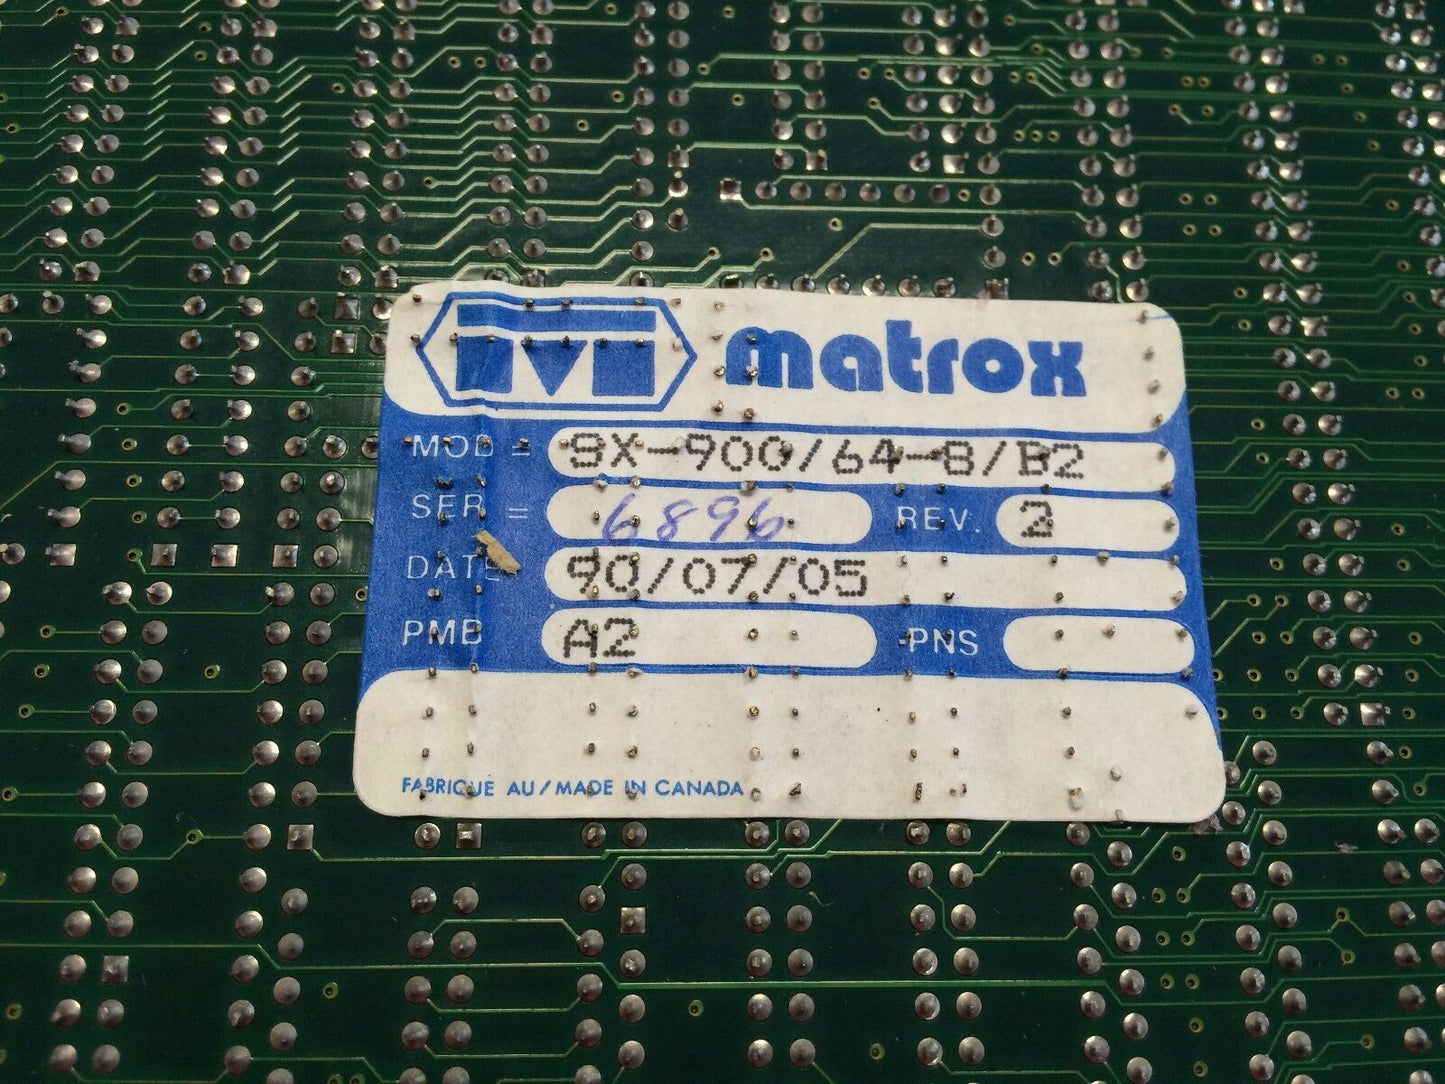 matrox
MOD = SX-900/64-8/B2
SER = 6896 REV. 2
DATE 90/07/05
PMB A2 PNS
FABRIQUÉ AU/MADE IN CANADA